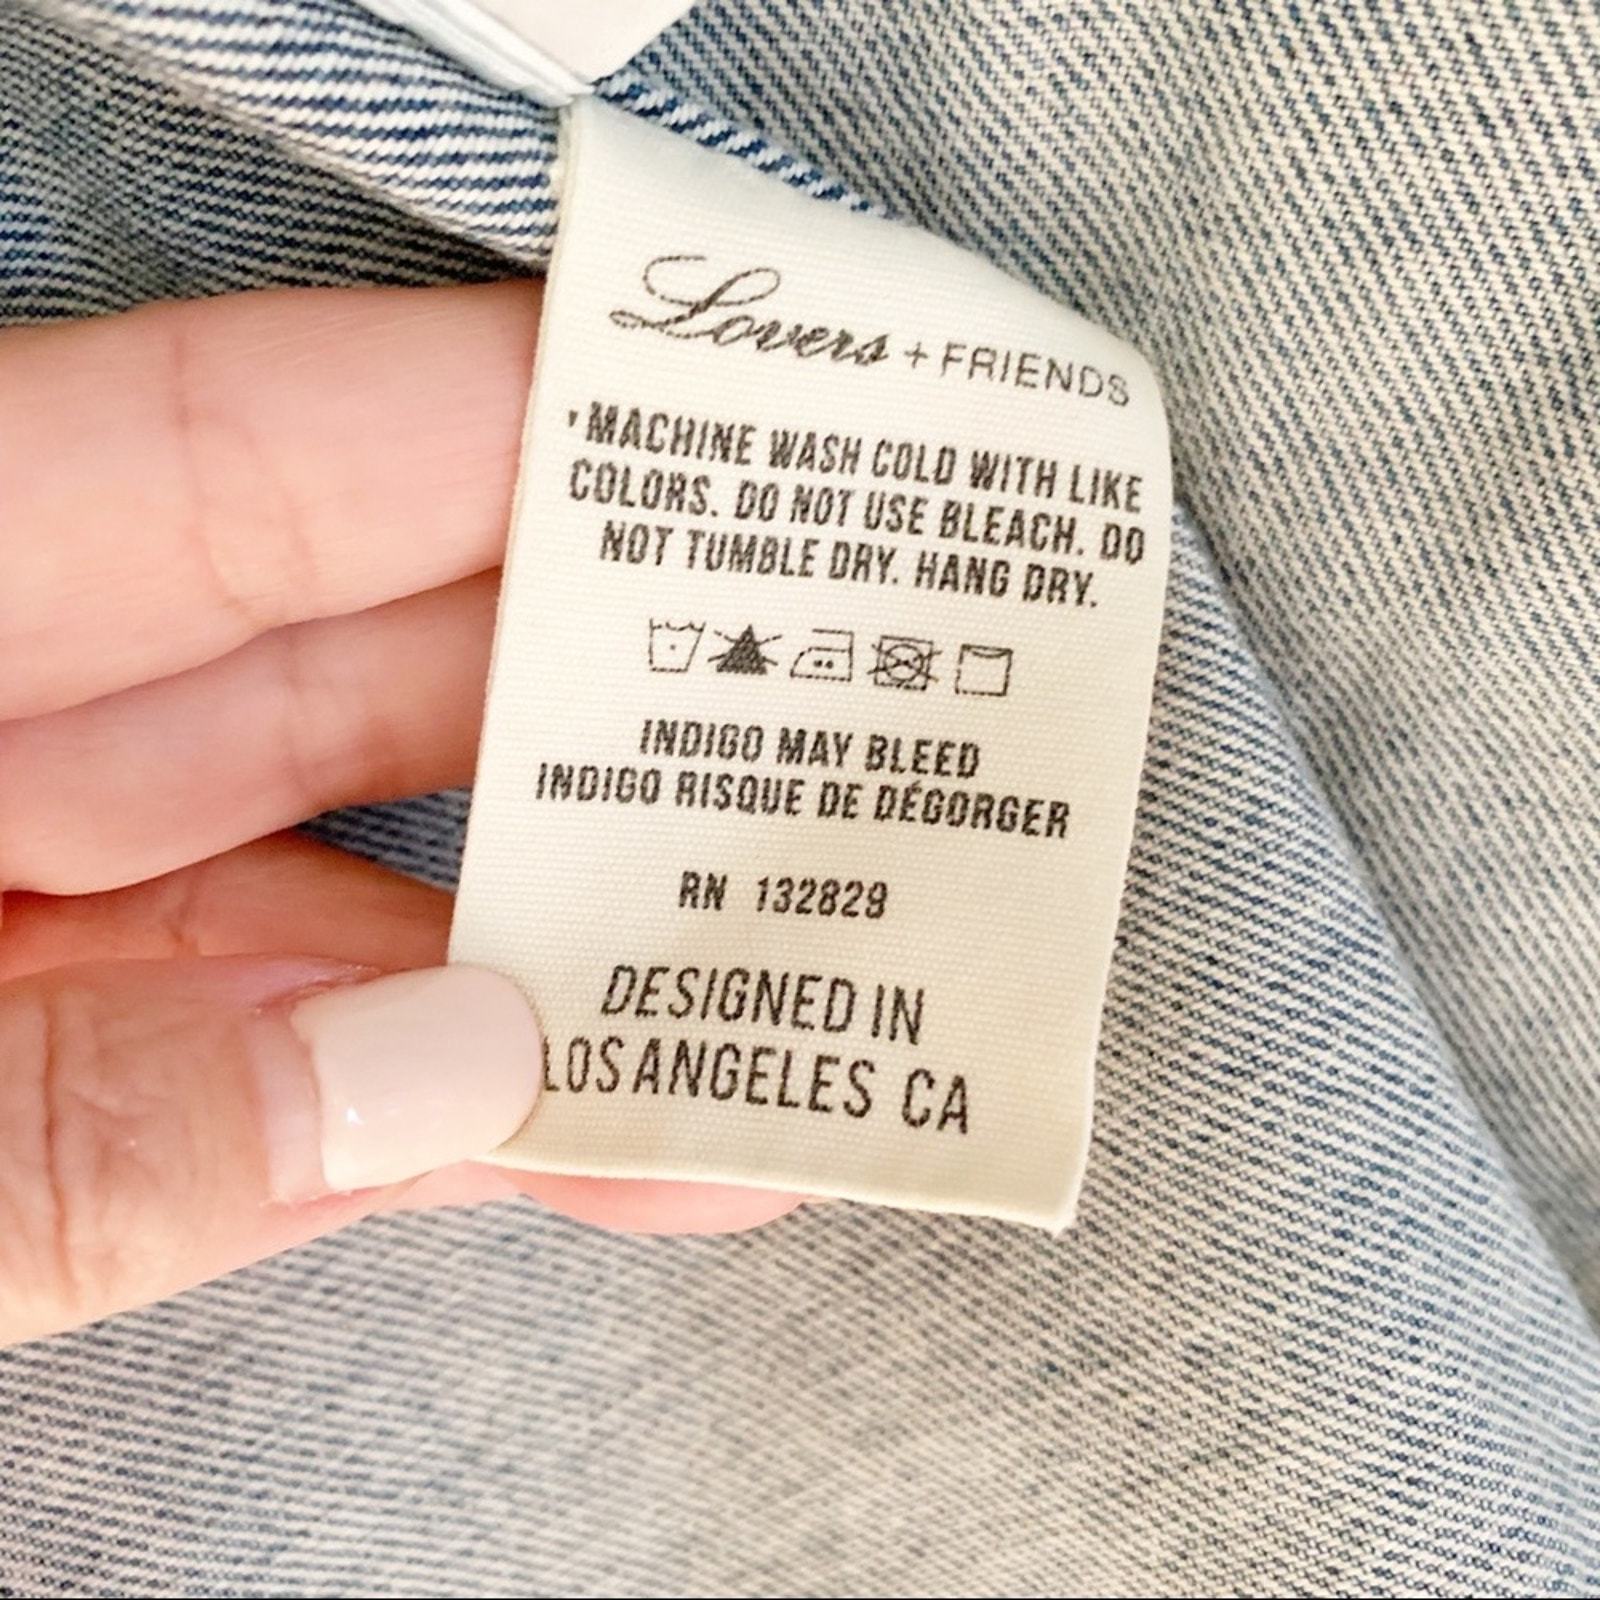 Lovers + FRIENDS
'MACHINE WASH COLD WITH LIKE
COLORS. DO NOT USE BLEACH. DO
NOT TUMBLE DRY. HANG DRY.
INDIGO MAY BLEED
INDIGO RISQUE DE DÉGORGER
RN 132829
DESIGNED IN
LOS ANGELES CA